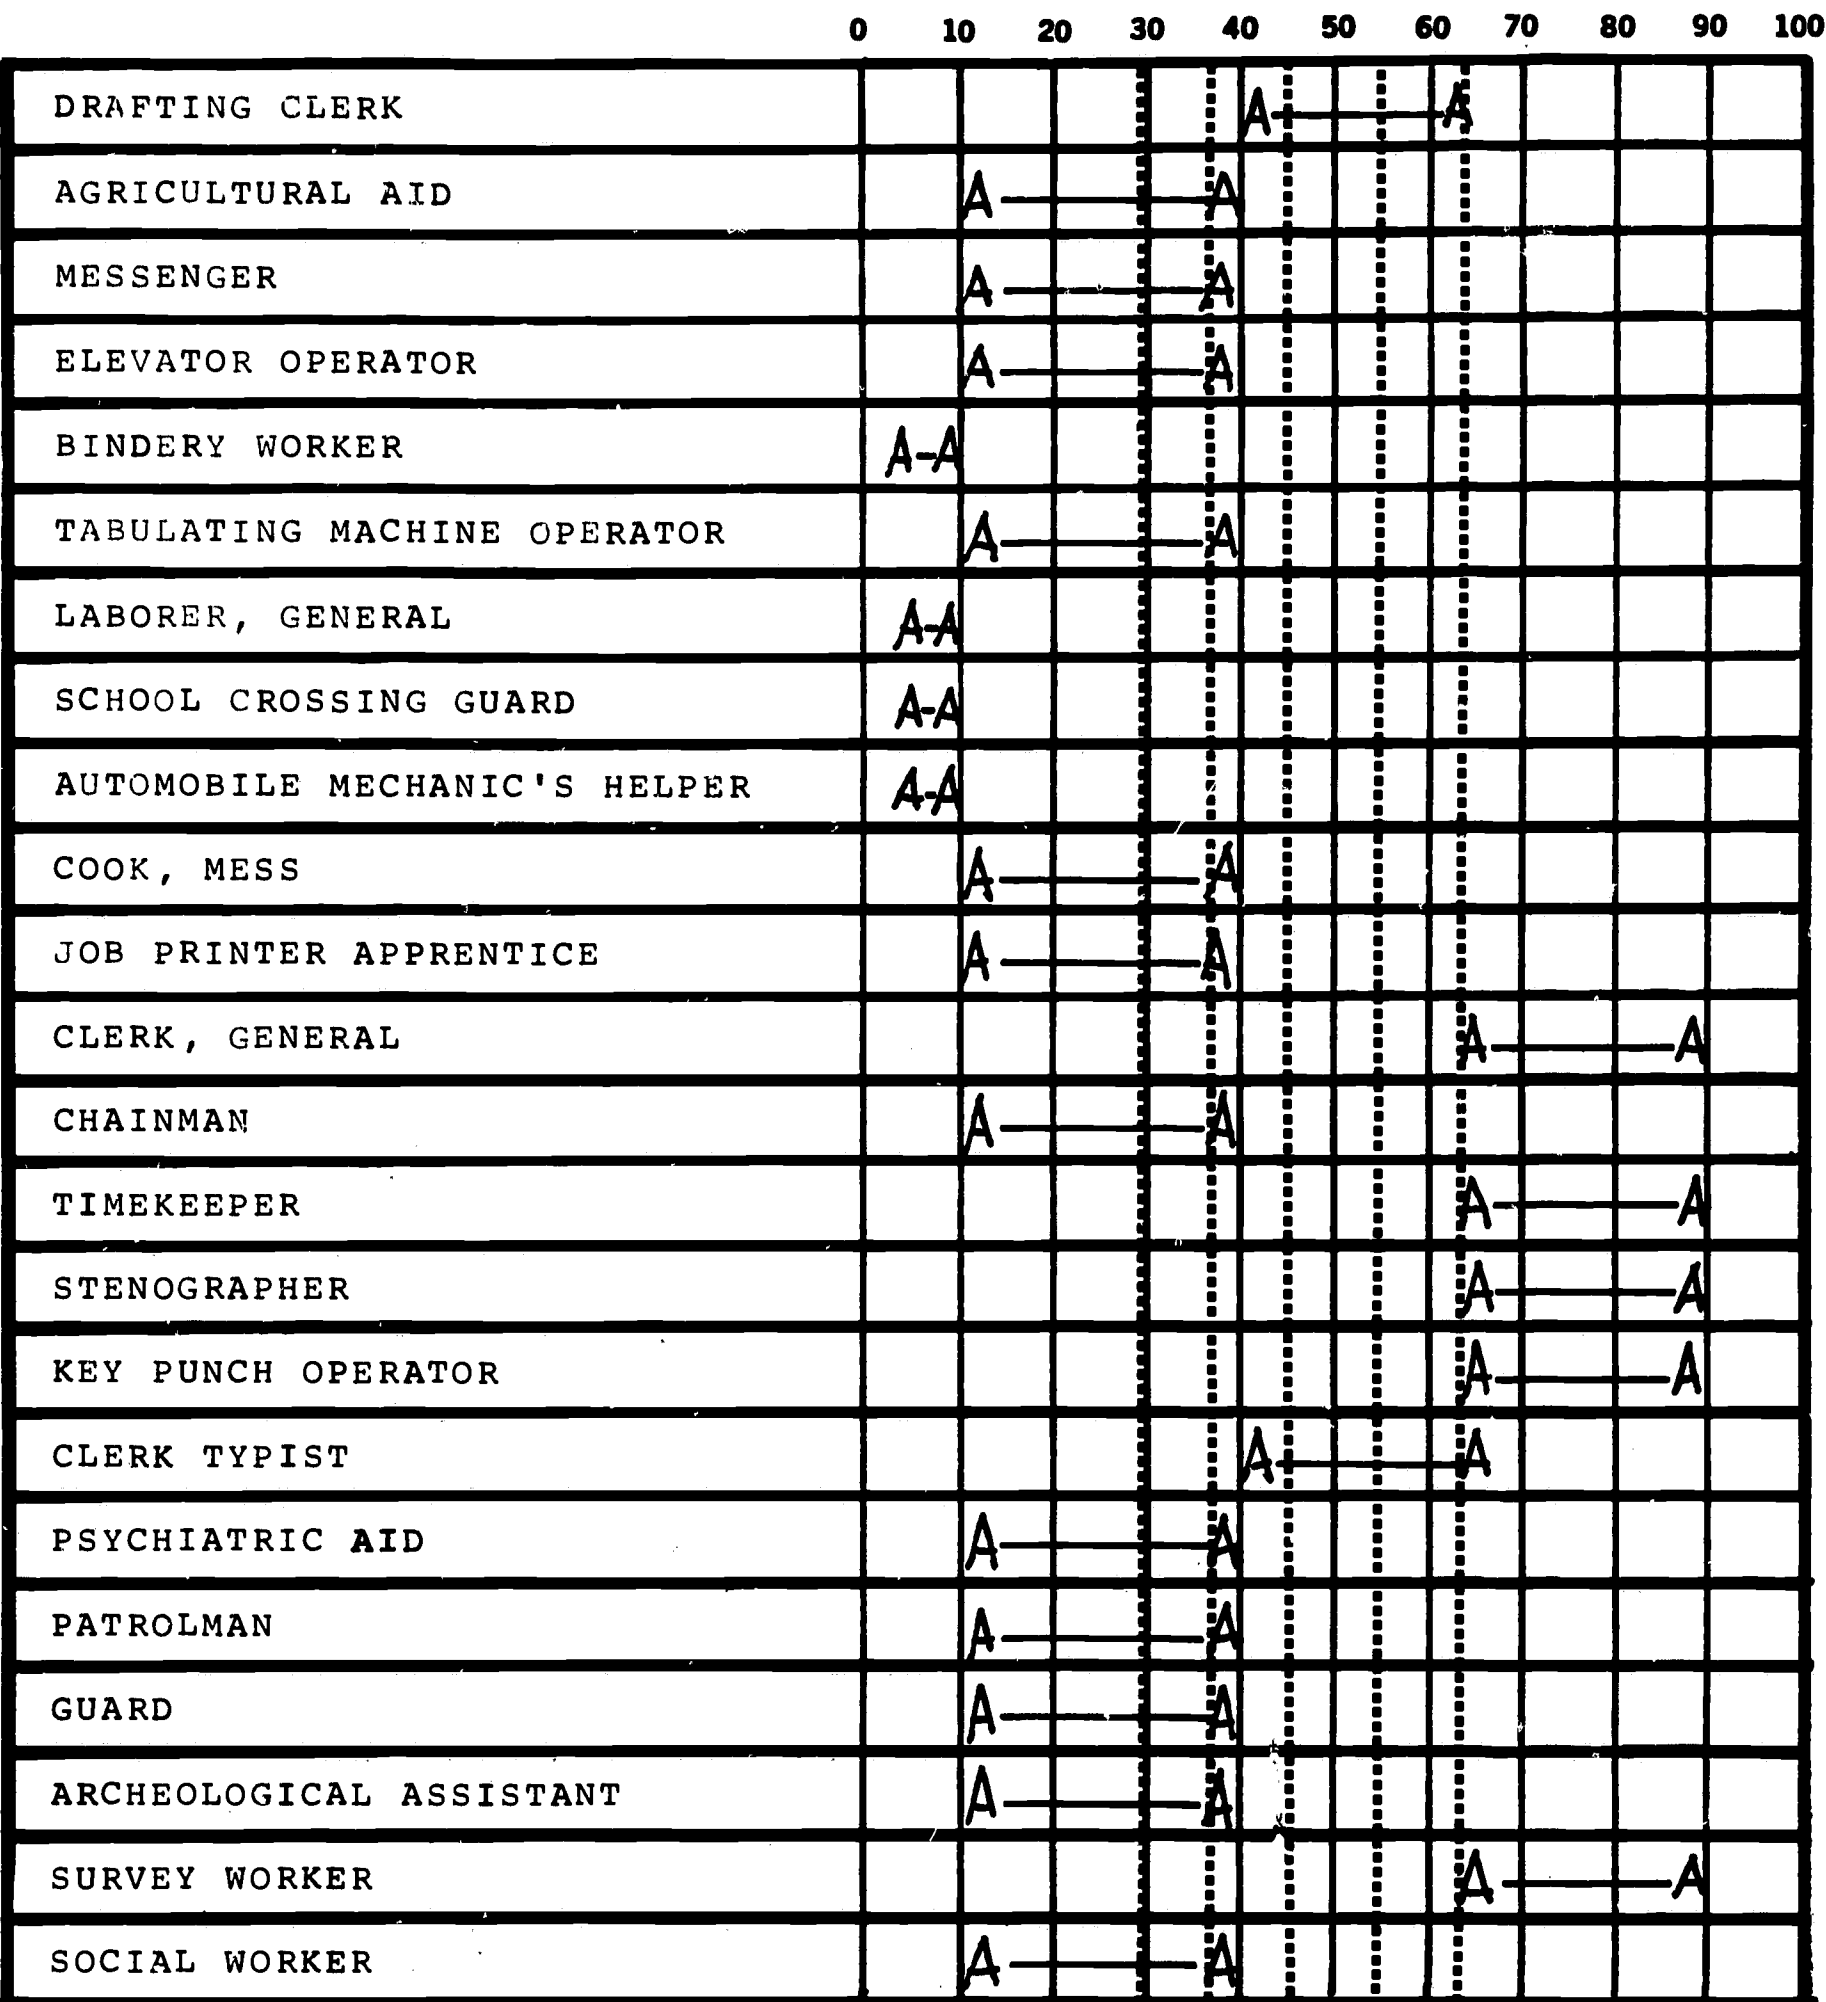 0 10 20 30 40 50 60 70 80 90 100
DRAFTING CLERK A A
AGRICULTURAL AID A A
MESSENGER A A
ELEVATOR OPERATOR A A
BINDERY WORKER A-A
TABULATING MACHINE OPERATOR A A
LABORER, GENERAL A-A
SCHOOL CROSSING GUARD A-A
AUTOMOBILE MECHANIC'S HELPER A-A
COOK, MESS A A
JOB PRINTER APPRENTICE A A
CLERK, GENERAL A A
CHAINMAN A A
TIMEKEEPER A A
STENOGRAPHER A A
KEY PUNCH OPERATOR A A
CLERK TYPIST A A
PSYCHIATRIC AID A A
PATROLMAN A A
GUARD A A
ARCHEOLOGICAL ASSISTANT A A
SURVEY WORKER A A
SOCIAL WORKER A A